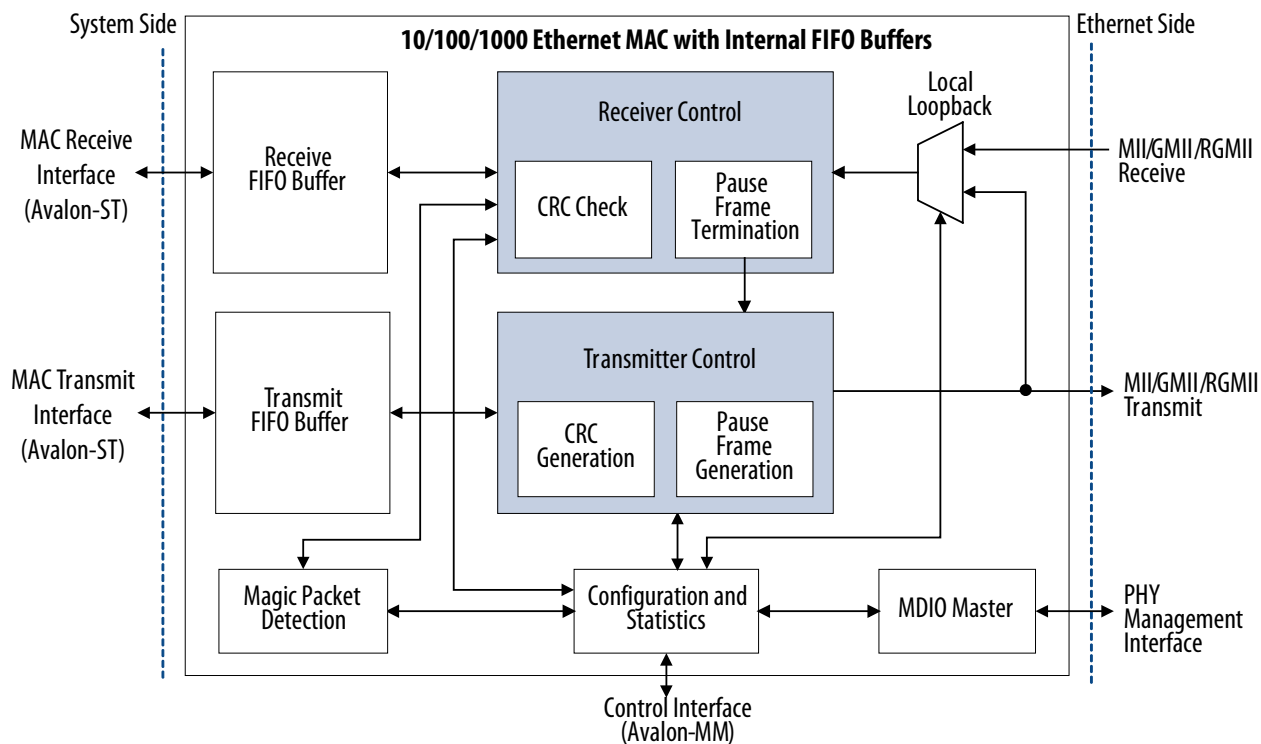 System Side
Ethernet Side
10/100/1000 Ethernet MAC with Internal FIFO Buffers
Local
Loopback
Receiver Control
MAC Receive
Interface
(Avalon-ST)
Receive
FIFO Buffer
CRC Check
Pause
Frame
Termination
MII/GMII/RGMII
Receive
Transmitter Control
MAC Transmit
Interface
(Avalon-ST)
Transmit
FIFO Buffer
CRC
Generation
Pause
Frame
Generation
MII/GMII/RGMII
Transmit
Magic Packet
Detection
Configuration and
Statistics
MDIO Master
PHY
Management
Interface
Control Interface
(Avalon-MM)